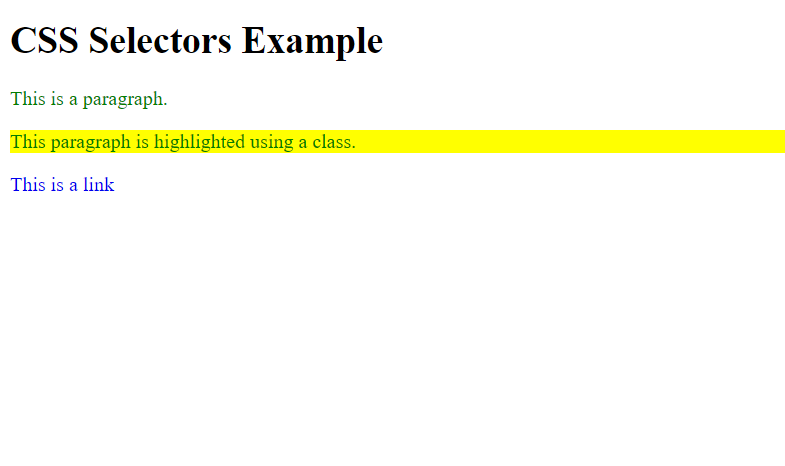 CSS Selectors Example
This is a paragraph.
This paragraph is highlighted using a class.
This is a link